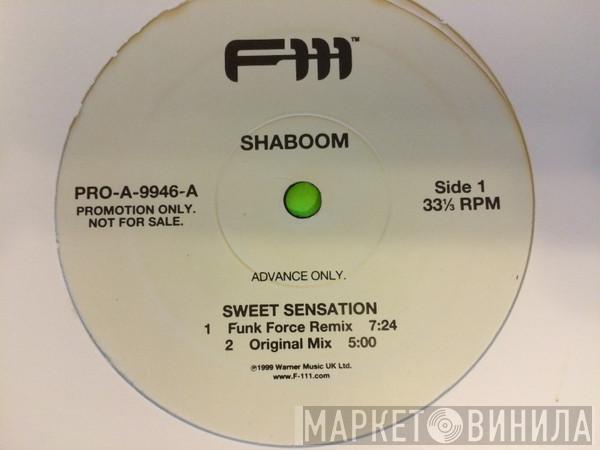 F-111™
SHABOOM
PRO-A-9946-A
PROMOTION ONLY.
NOT FOR SALE.
Side 1
33⅓ RPM
ADVANCE ONLY.
SWEET SENSATION
1 Funk Force Remix 7:24
2 Original Mix 5:00
℗1999 Warner Music UK Ltd.
www.F-111.com
МАРКЕТ ВИНИЛА